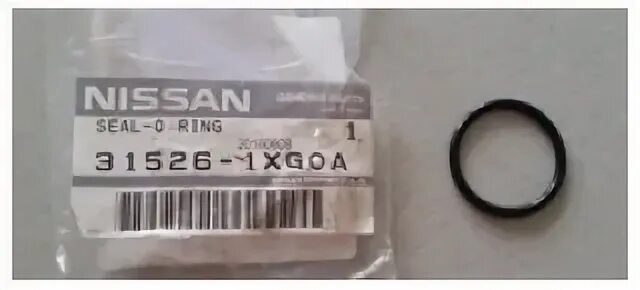 NISSAN
SEAL-O RING 1
31526-1XG0A